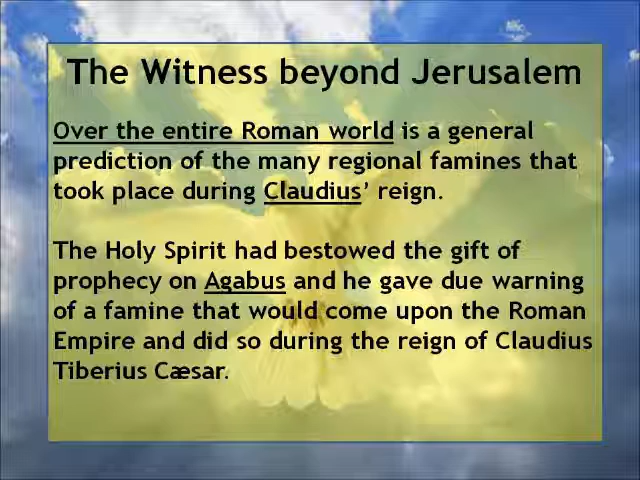 The Witness beyond Jerusalem
Over the entire Roman world is a general
prediction of the many regional famines that
took place during Claudius’ reign.
The Holy Spirit had bestowed the gift of
prophecy on Agabus and he gave due warning
of a famine that would come upon the Roman
Empire and did so during the reign of Claudius
Tiberius Cæsar.